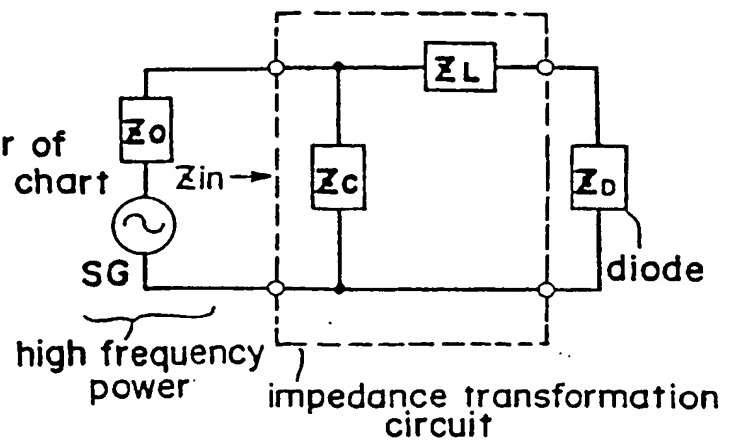 ZL
Zo
r of
chart
Zin
Zc
ZD
SG
diode
high frequency
power
impedance transformation
circuit